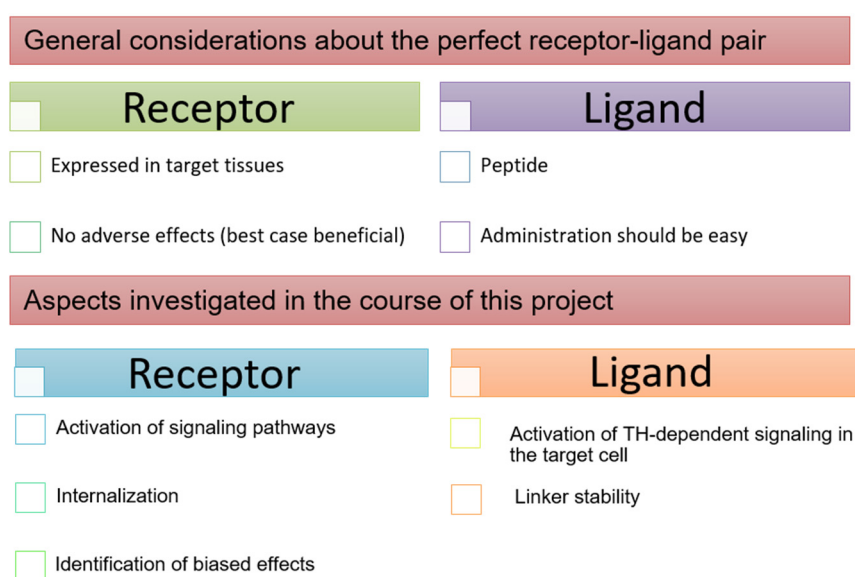 General considerations about the perfect receptor-ligand pair
Receptor
Ligand
Expressed in target tissues
Peptide
No adverse effects (best case beneficial)
Administration should be easy
Aspects investigated in the course of this project
Receptor
Ligand
Activation of signaling pathways
Activation of TH-dependent signaling in
the target cell
Internalization
Linker stability
Identification of biased effects